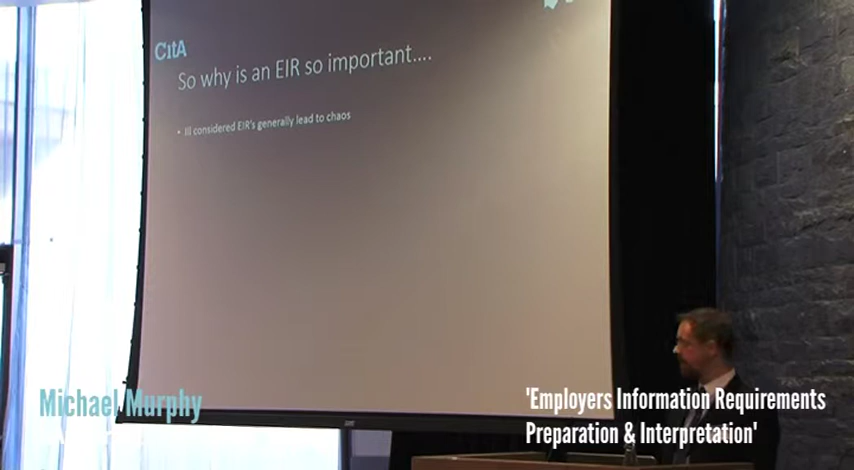 CitA
So why is an EIR so important....
• Ill considered EIR's generally lead to chaos
Michael Murphy
'Employers Information Requirements
Preparation & Interpretation'